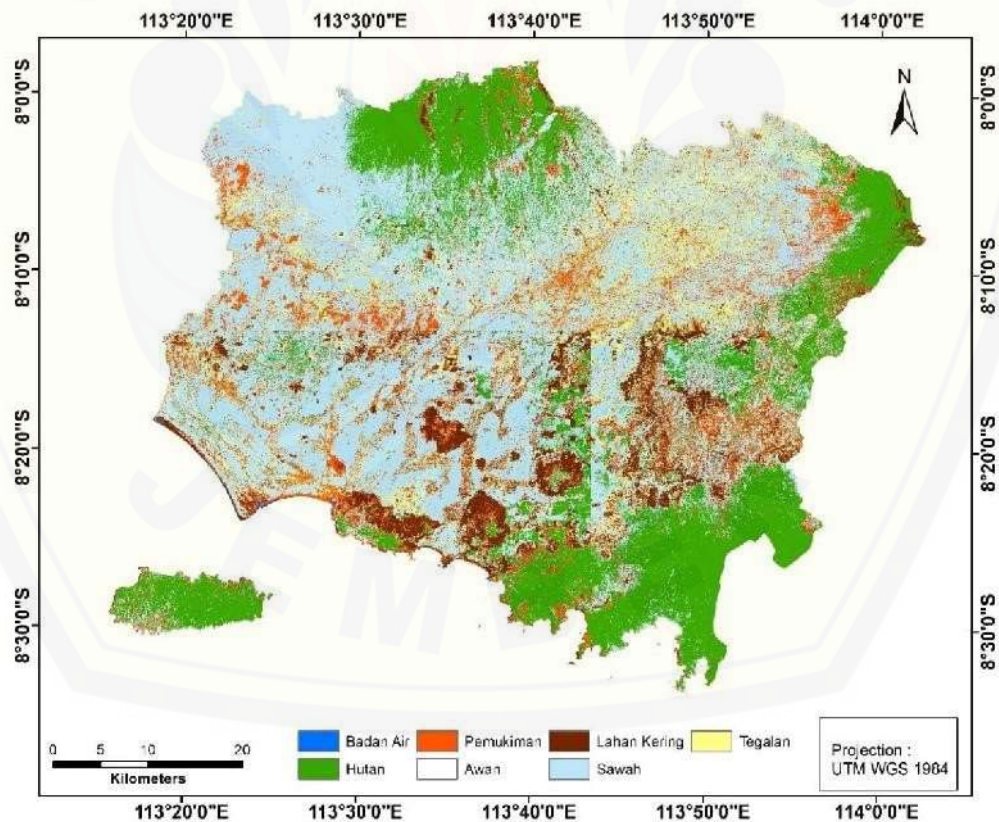 113°20'0"E 113°30'0"E 113°40'0"E 113°50'0"E 114°0'0"E
N
8°0'0"S 8°0'0"S
8°10'0"S 8°10'0"S
8°20'0"S 8°20'0"S
8°30'0"S 8°30'0"S
0 5 10 20
Kilometers
Badan Air Pemukiman Lahan Kering Tegalan
Hutan Awan Sawah
Projection :
UTM WGS 1984
113°20'0"E 113°30'0"E 113°40'0"E 113°50'0"E 114°0'0"E